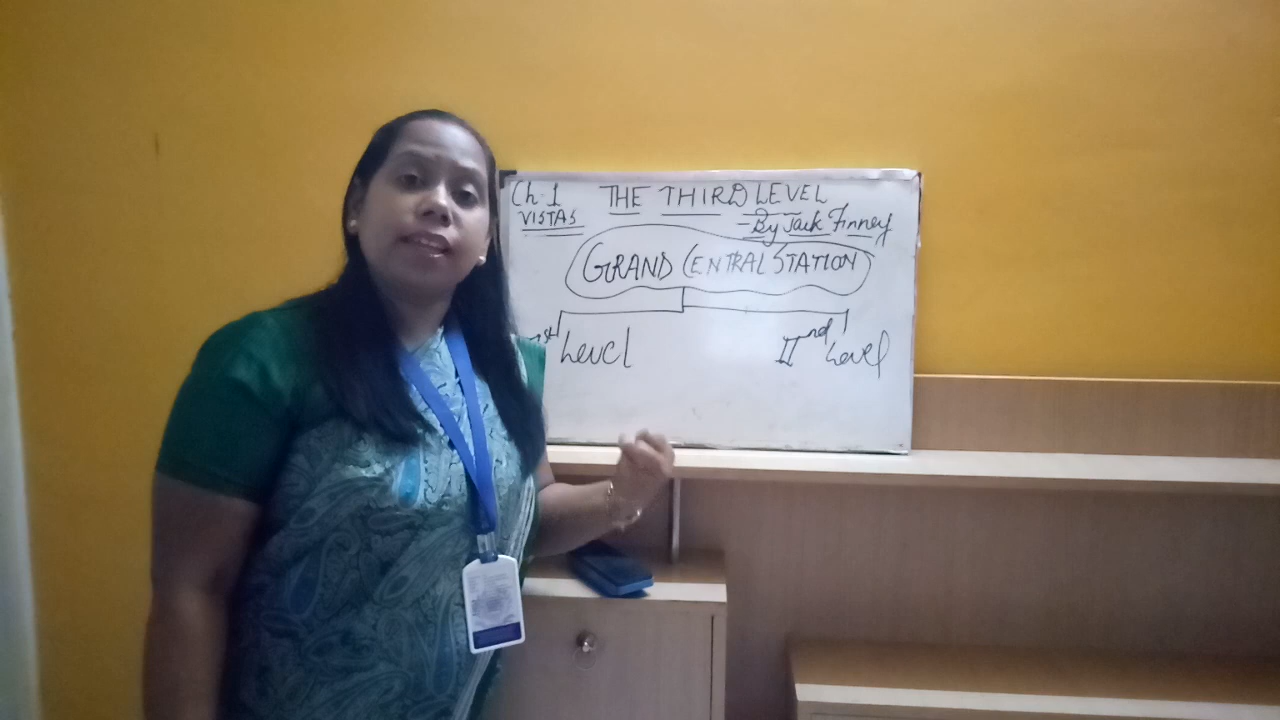 Ch-1 THE THIRD LEVEL
VISTAS -By Jack Finney
GRAND CENTRAL STATION
Ist Level IInd Level